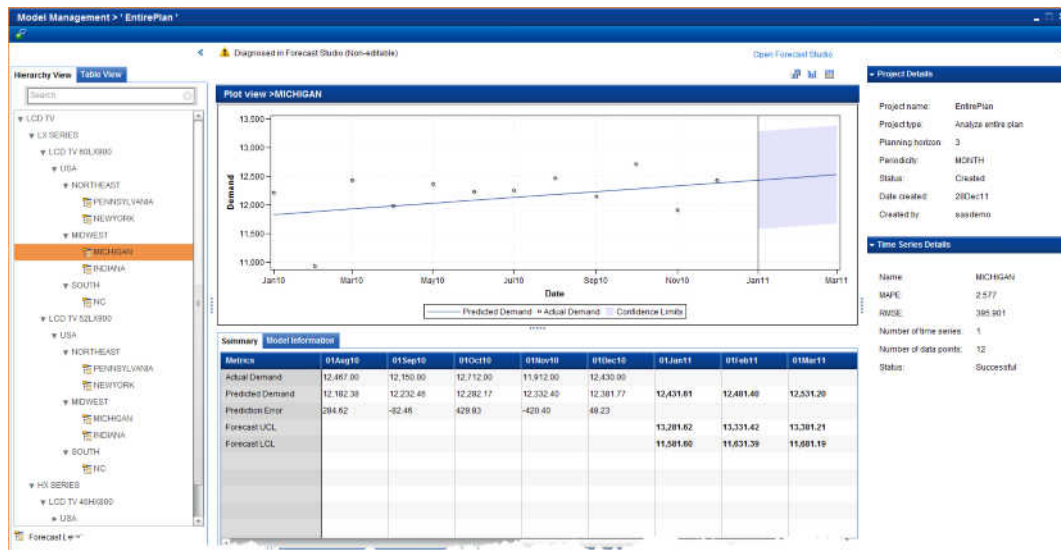 Model Management > ' EntirePlan '
Diagnosed in Forecast Studio (Non-editable)
Open Forecast Studio
Hierarchy View Table View
Search
LCD TV
LX SERIES
LCD TV 60LX900
USA
NORTHEAST
PENNSYLVANIA
NEWYORK
MIDWEST
MICHIGAN
INDIANA
SOUTH
NC
LCD TV 52LX900
USA
NORTHEAST
PENNSYLVANIA
NEWYORK
MIDWEST
MICHIGAN
INDIANA
SOUTH
NC
HX SERIES
LCD TV 46HX800
USA
Plot view >MICHIGAN
13,500
13,000
12,500
12,000
11,500
11,000
Demand
Jan10 Mar10 May10 Jul10 Sep10 Nov10 Jan11 Mar11
Date
Predicted Demand Actual Demand Confidence Limits
Summary Model Information
Metrics 01Aug10 01Sep10 01Oct10 01Nov10 01Dec10 01Jan11 01Feb11 01Mar11
Actual Demand 12,467.00 12,150.00 12,712.00 11,912.00 12,430.00
Predicted Demand 12,182.38 12,232.46 12,282.17 12,332.40 12,381.77 12,431.61 12,481.40 12,531.20
Prediction Error 284.62 -82.46 429.83 -420.40 48.23
Forecast UCL 13,281.62 13,331.42 13,381.21
Forecast LCL 11,581.60 11,631.39 11,681.19
Project Details
Project name: EntirePlan
Project type: Analyze entire plan
Planning horizon 3
Periodicity: MONTH
Status: Created
Date created: 28Dec11
Created by: sasdemo
Time Series Details
Name: MICHIGAN
MAPE: 2.577
RMSE: 395.901
Number of time series: 1
Number of data points: 12
Status: Successful
Forecast